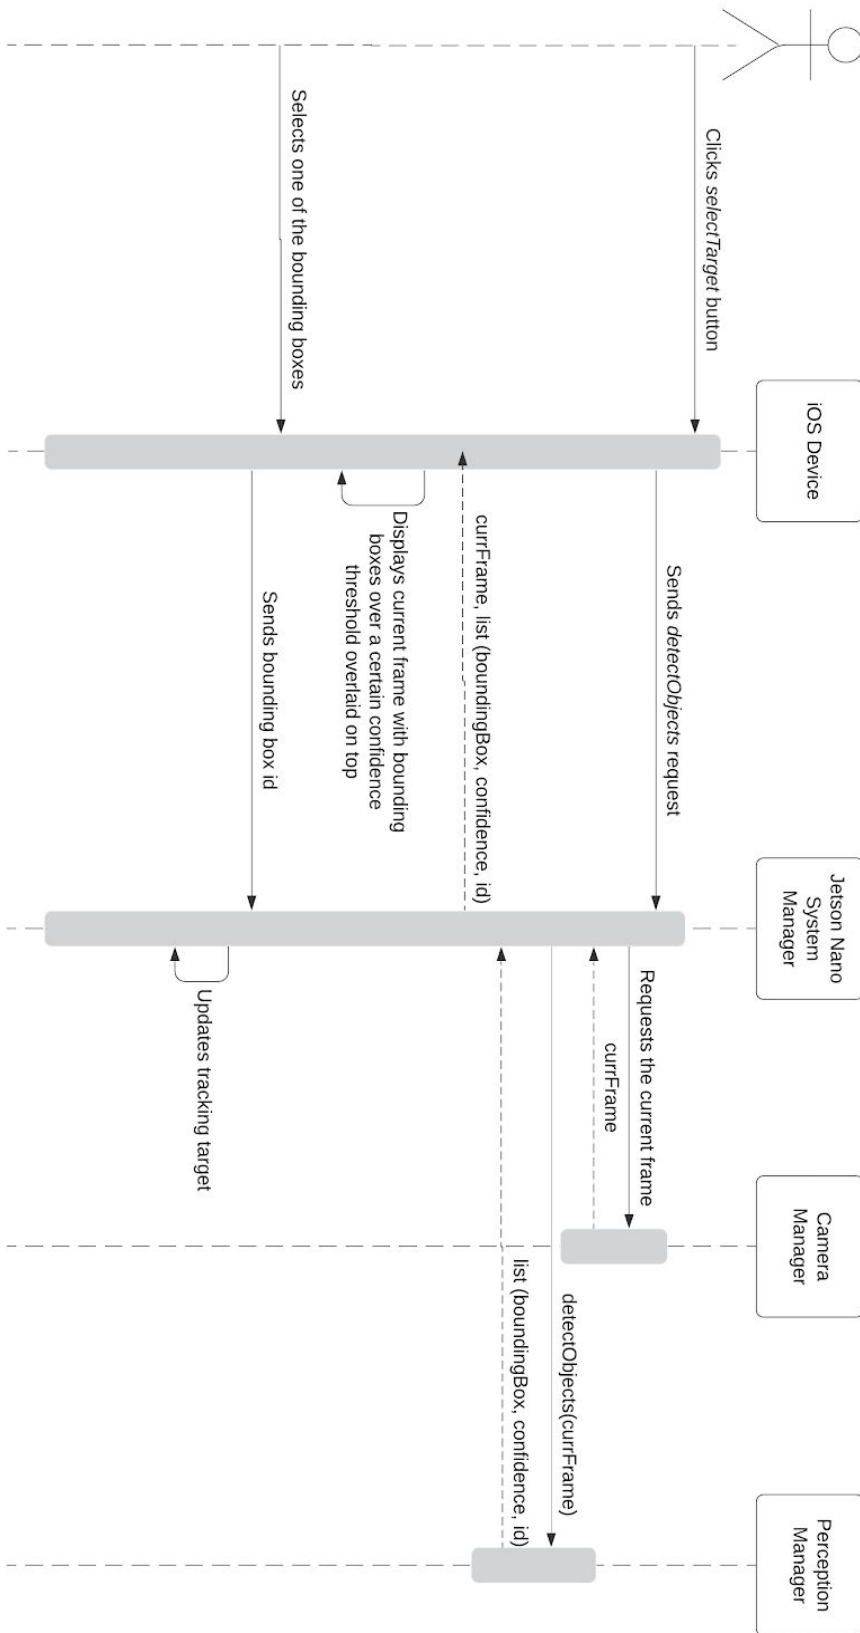 iOS Device
Jetson Nano
System
Manager
Camera
Manager
Perception
Manager
Clicks selectTarget button
Sends detectObjects request
Requests the current frame
currFrame
detectObjects(currFrame)
list (boundingBox, confidence, id)
currFrame, list (boundingBox, confidence, id)
Displays current frame with bounding
boxes over a certain confidence
threshold overlaid on top
Selects one of the bounding boxes
Sends bounding box id
Updates tracking target